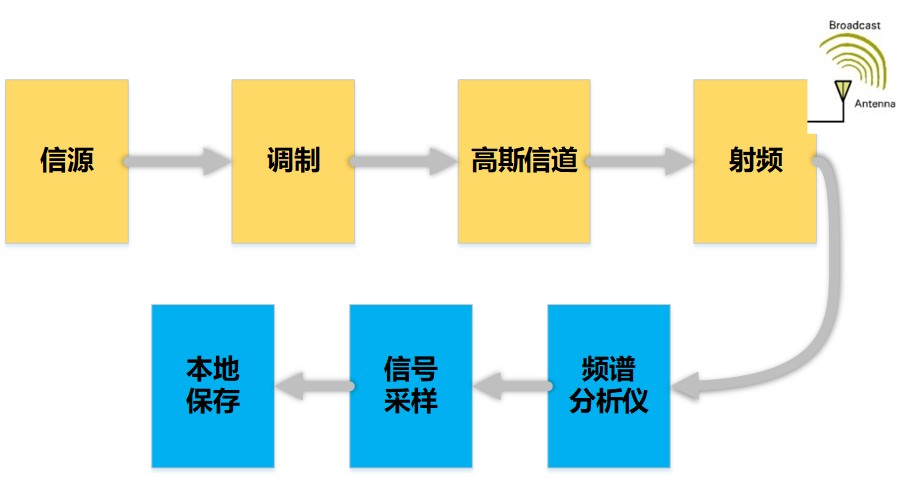 Broadcast
Antenna
信源
调制
高斯信道
射频
本地
保存
信号
采样
频谱
分析仪